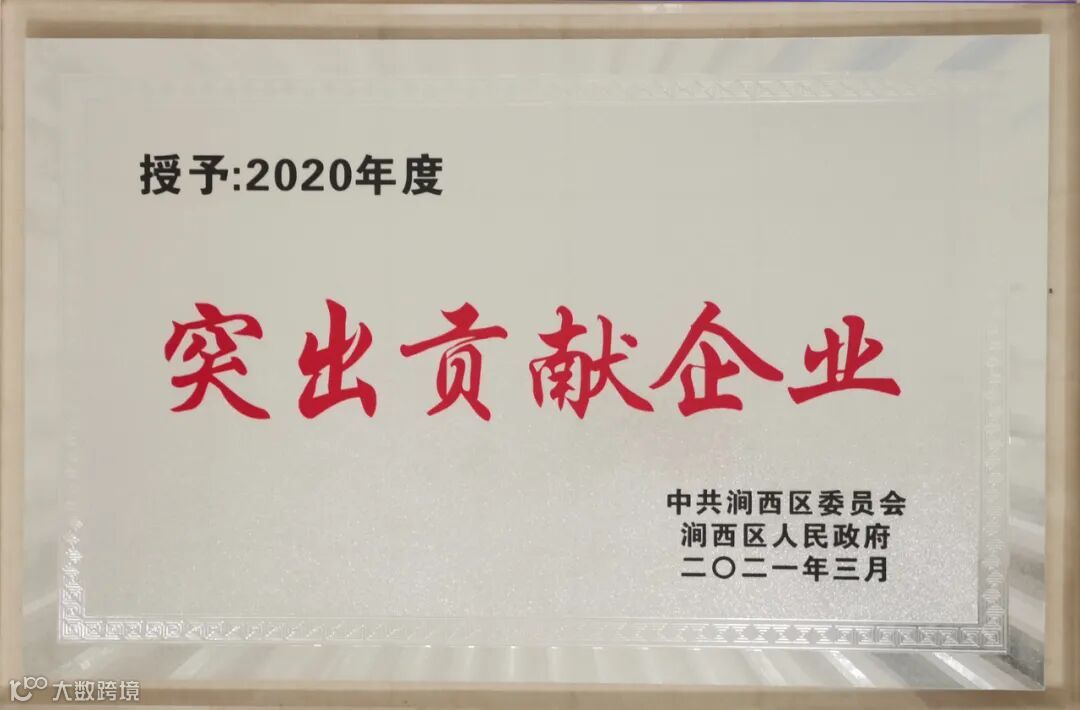 授予:2020年度
突出贡献企业
中共涧西区委员会
涧西区人民政府
二〇二一年三月
大数跨境